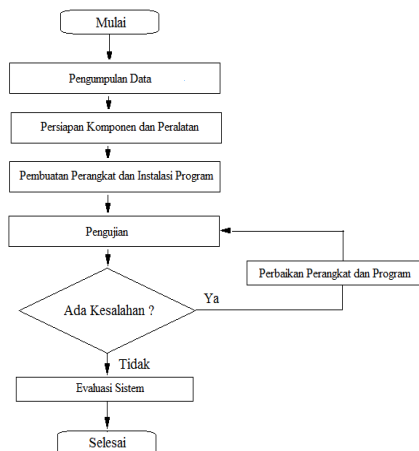 Mulai
Pengumpulan Data
Persiapan Komponen dan Peralatan
Pembuatan Perangkat dan Instalasi Program
Pengujian
Perbaikan Perangkat dan Program
Ada Kesalahan ?
Ya
Tidak
Evaluasi Sistem
Selesai